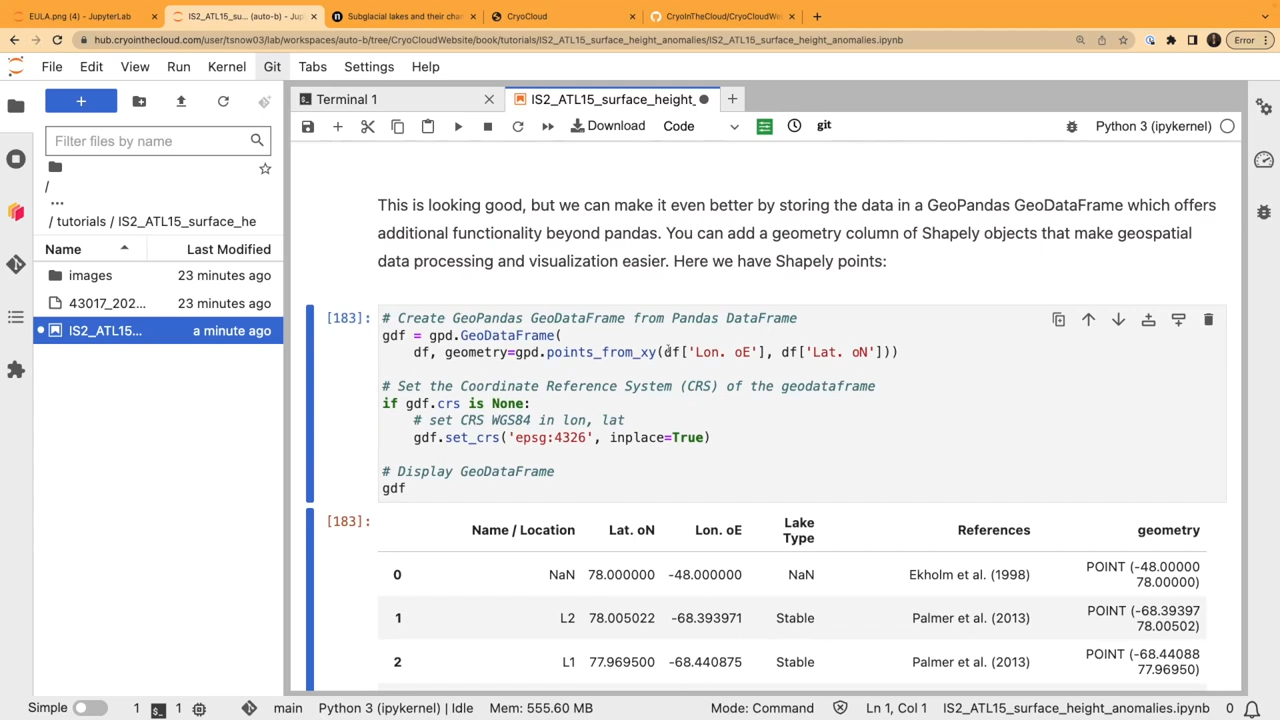 EULA.png (4) - JupyterLab
IS2_ATL15_su... (auto-b) - Jup
Subglacial lakes and their cha
CryoCloud
CryoInTheCloud/CryoCloudWe
hub.cryointhecloud.com/user/tsnow03/lab/workspaces/auto-b/tree/CryoCloudWebsite/book/tutorials/IS2_ATL15_surface_height_anomalies/IS2_ATL15_surface_height_anomalies.ipynb
Error
File Edit View Run Kernel Git Tabs Settings Help
Terminal 1
IS2_ATL15_surface_height_
Download
Code
git
Python 3 (ipykernel)
Filter files by name
/
...
/ tutorials / IS2_ATL15_surface_he
Name Last Modified
images 23 minutes ago
43017_202... 23 minutes ago
IS2_ATL15... a minute ago
This is looking good, but we can make it even better by storing the data in a GeoPandas GeoDataFrame which offers
additional functionality beyond pandas. You can add a geometry column of Shapely objects that make geospatial
data processing and visualization easier. Here we have Shapely points:
[183]:
# Create GeoPandas GeoDataFrame from Pandas DataFrame
gdf = gpd.GeoDataFrame(
df, geometry=gpd.points_from_xy(df['Lon. oE'], df['Lat. oN']))
# Set the Coordinate Reference System (CRS) of the geodataframe
if gdf.crs is None:
# set CRS WGS84 in lon, lat
gdf.set_crs('epsg:4326', inplace=True)
# Display GeoDataFrame
gdf
[183]:
Name / Location Lat. oN Lon. oE Lake Type References geometry
0 NaN 78.000000 -48.000000 NaN Ekholm et al. (1998) POINT (-48.00000
78.00000)
1 L2 78.005022 -68.393971 Stable Palmer et al. (2013) POINT (-68.39397
78.00502)
2 L1 77.969500 -68.440875 Stable Palmer et al. (2013) POINT (-68.44088
77.96950)
Simple 1 1 main Python 3 (ipykernel) | Idle Mem: 555.60 MB Mode: Command Ln 1, Col 1 IS2_ATL15_surface_height_anomalies.ipynb 0